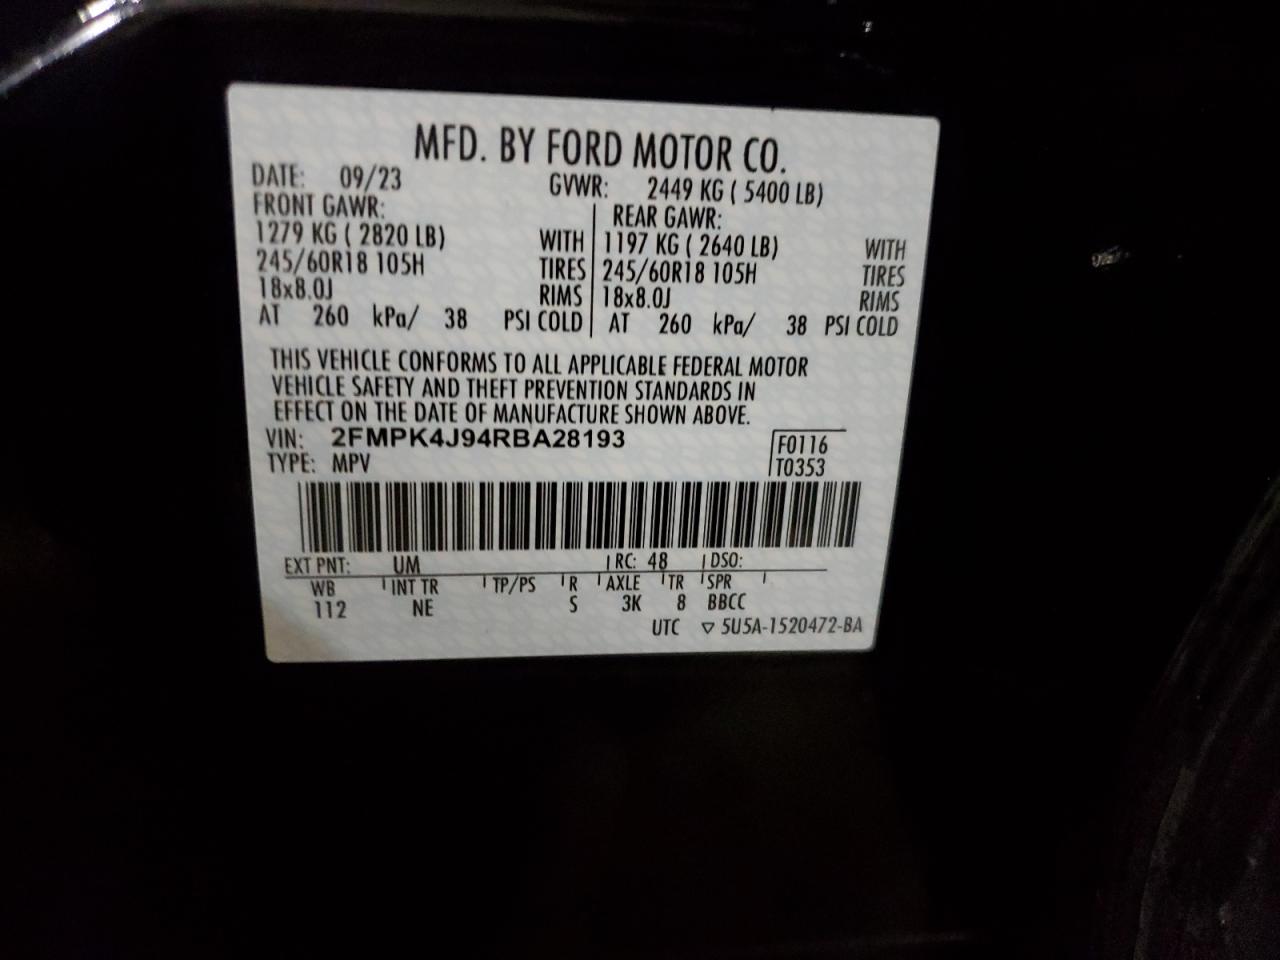 MFD. BY FORD MOTOR CO.
DATE: 09/23 GVWR: 2449 KG ( 5400 LB)
FRONT GAWR: REAR GAWR:
1279 KG ( 2820 LB) WITH 1197 KG ( 2640 LB) WITH
245/60R18 105H TIRES 245/60R18 105H TIRES
18x8.0J RIMS 18x8.0J RIMS
AT 260 kPa/ 38 PSI COLD AT 260 kPa/ 38 PSI COLD
THIS VEHICLE CONFORMS TO ALL APPLICABLE FEDERAL MOTOR
VEHICLE SAFETY AND THEFT PREVENTION STANDARDS IN
EFFECT ON THE DATE OF MANUFACTURE SHOWN ABOVE.
VIN: 2FMPK4J94RBA28193 F0116
TYPE: MPV T0353
EXT PNT: UM RC: 48 DSO:
WB INT TR TP/PS R AXLE TR SPR
112 NE S 3K 8 BBCC
UTC ▽ 5U5A-1520472-BA